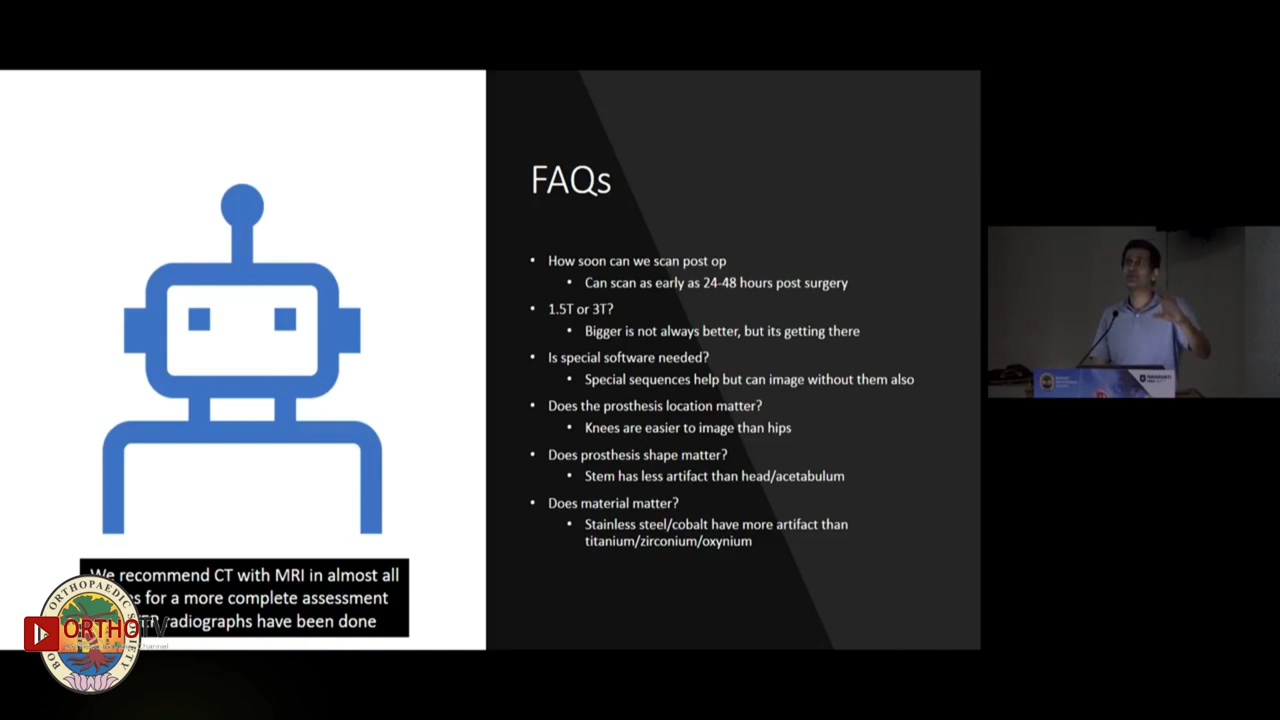 FAQs
• How soon can we scan post op
• Can scan as early as 24-48 hours post surgery
• 1.5T or 3T?
• Bigger is not always better, but its getting there
• Is special software needed?
• Special sequences help but can image without them also
• Does the prosthesis location matter?
• Knees are easier to image than hips
• Does prosthesis shape matter?
• Stem has less artifact than head/acetabulum
• Does material matter?
• Stainless steel/cobalt have more artifact than
titanium/zirconium/oxynium
We recommend CT with MRI in almost all
for a more complete assessment
radiographs have been done
ORTHOPAEDIC
ORTHOTV
Channel